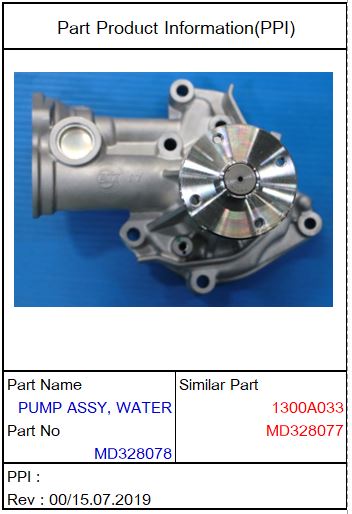 Part Product Information(PPI)
Part Name
PUMP ASSY, WATER
Part No
MD328078
Similar Part
1300A033
MD328077
PPI :
Rev : 00/15.07.2019